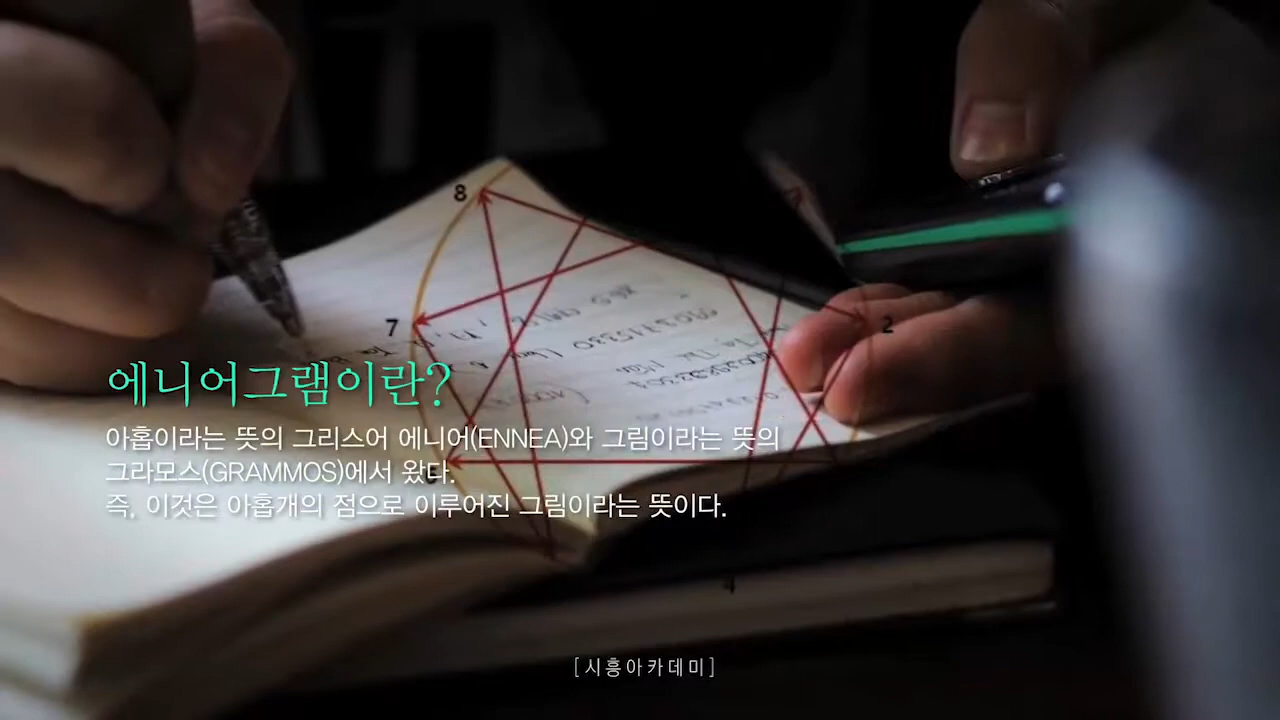 8
7
2
에니어그램이란?
아홉이라는 뜻의 그리스어 에니어(ENNEA)와 그림이라는 뜻의
그라모스(GRAMMOS)에서 왔다.
즉, 이것은 아홉개의 점으로 이루어진 그림이라는 뜻이다.
4
[시흥아카데미]